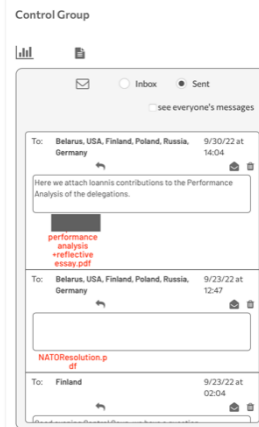 Control Group
Inbox
Sent
see everyone's messages
To: Belarus, USA, Finland, Poland, Russia, 9/30/22 at
Germany 14:04
Here we attach Ioannis contributions to the Performance
Analysis of the delegations.
performance
analysis
+reflective
essay.pdf
To: Belarus, USA, Finland, Poland, Russia, 9/23/22 at
Germany 12:47
NATOResolution.p
df
To: Finland 9/23/22 at
02:04